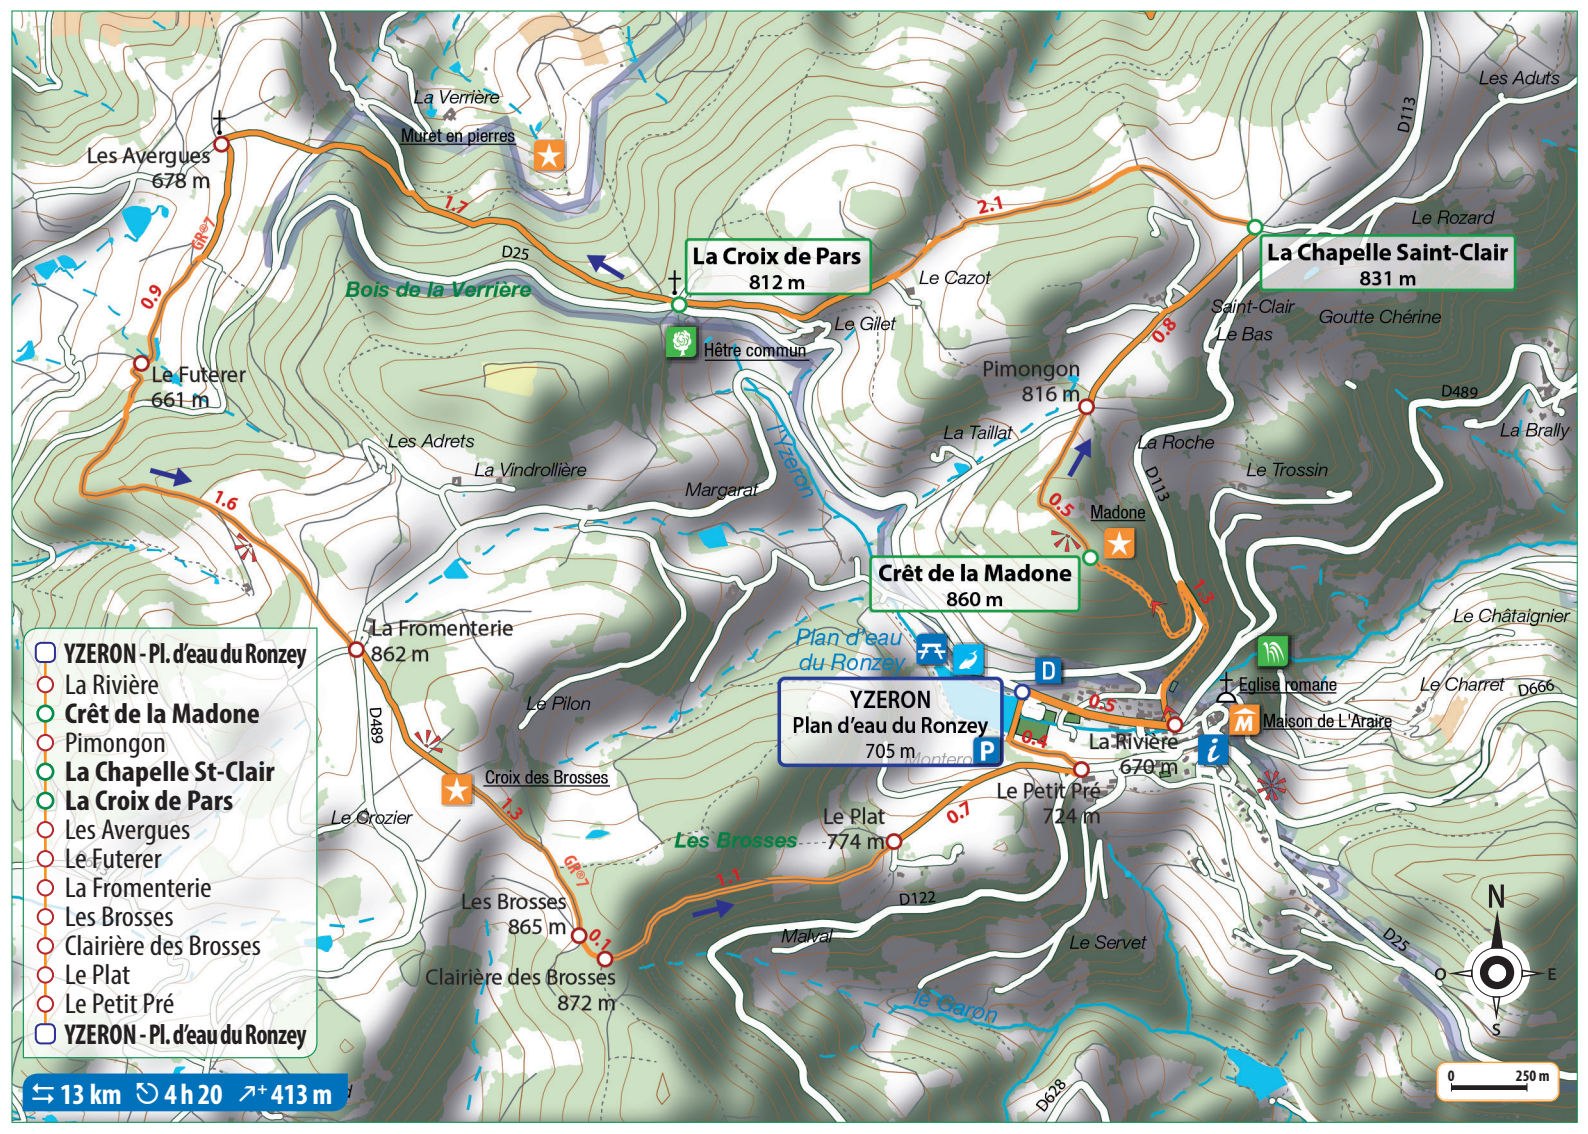 D113
Les Aduts
La Verrière
Muret en pierres
Les Avergues
678 m
1.7
2.1
Le Rozard
GR®7
D25
La Croix de Pars
812 m
La Chapelle Saint-Clair
831 m
Bois de la Verrière
Le Cazot
0.9
Saint-Clair
Le Bas
Goutte Chérine
Le Gilet
0.8
Hêtre commun
Le Futerer
661 m
Pimongon
816 m
D489
La Brally
Les Adrets
La Taillat
La Roche
La Vindrollière
Le Trossin
l'Yzeron
Margarat
D113
1.6
0.5
Madone
Crêt de la Madone
860 m
1.3
Le Châtaignier
La Fromenterie
862 m
Plan d'eau
du Ronzey
D
Eglise romane
Le Charret
D666
Le Pilon
D489
YZERON
Plan d'eau du Ronzey
705 m
P
0.5
M
Maison de L'Araire
La Rivière
670 m
i
0.4
Croix des Brosses
Le Petit Pré
724 m
1.3
Le Crozier
Le Plat
774 m
0.7
Les Brosses
GR®7
1.1
D122
Les Brosses
865 m
0.1
Malval
Le Servet
D25
Clairière des Brosses
872 m
le Garon
D628
N
O
E
S
0
250 m
YZERON - Pl. d'eau du Ronzey
La Rivière
Crêt de la Madone
Pimongon
La Chapelle St-Clair
La Croix de Pars
Les Avergues
Le Futerer
La Fromenterie
Les Brosses
Clairière des Brosses
Le Plat
Le Petit Pré
YZERON - Pl. d'eau du Ronzey
13 km 4 h 20 + 413 m